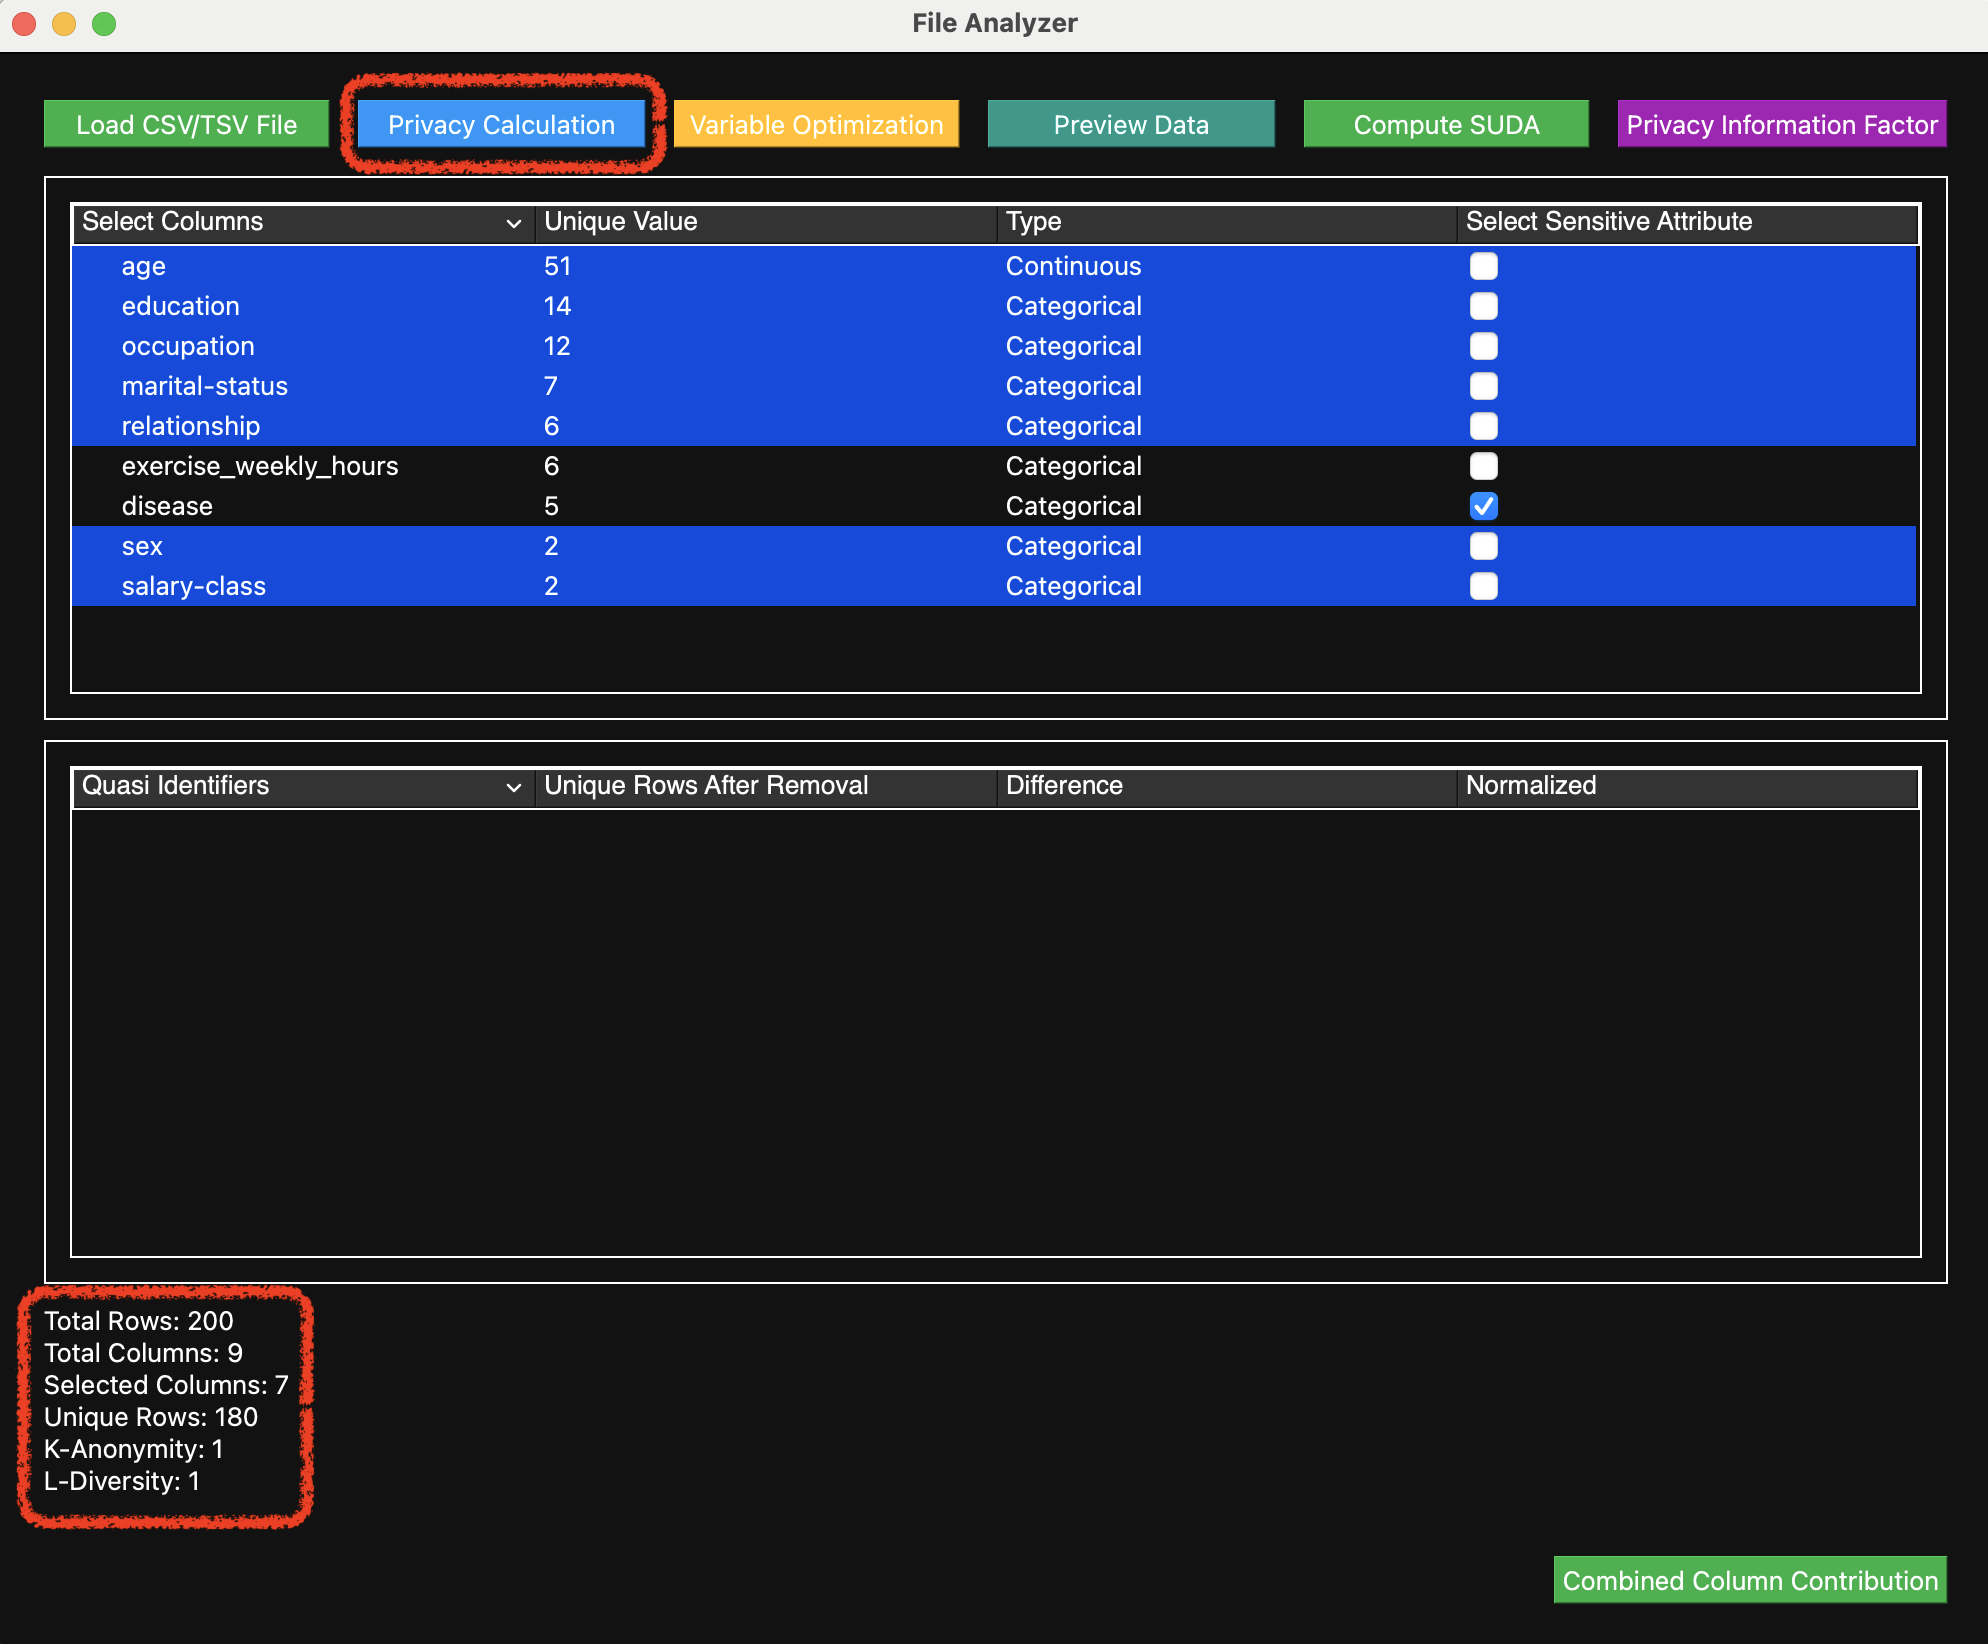 File Analyzer
Load CSV/TSV File Privacy Calculation Variable Optimization Preview Data Compute SUDA Privacy Information Factor
Select Columns Unique Value Type Select Sensitive Attribute
age 51 Continuous
education 14 Categorical
occupation 12 Categorical
marital-status 7 Categorical
relationship 6 Categorical
exercise_weekly_hours 6 Categorical
disease 5 Categorical
sex 2 Categorical
salary-class 2 Categorical
Quasi Identifiers Unique Rows After Removal Difference Normalized
Total Rows: 200
Total Columns: 9
Selected Columns: 7
Unique Rows: 180
K-Anonymity: 1
L-Diversity: 1
Combined Column Contribution